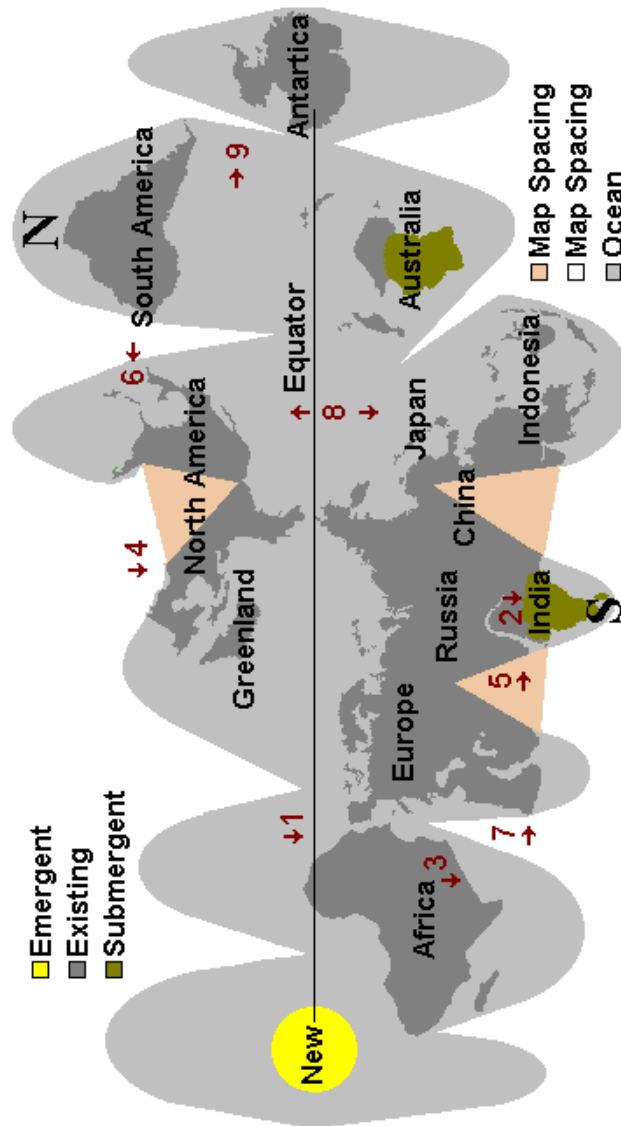 Emergent
Existing
Submergent
N
6
South America
9
4
North America
Greenland
1
Equator
8
New
Antartica
Europe
Russia
China
Japan
Australia
Africa
3
7
5
2
India
Indonesia
S
Map Spacing
Map Spacing
Ocean